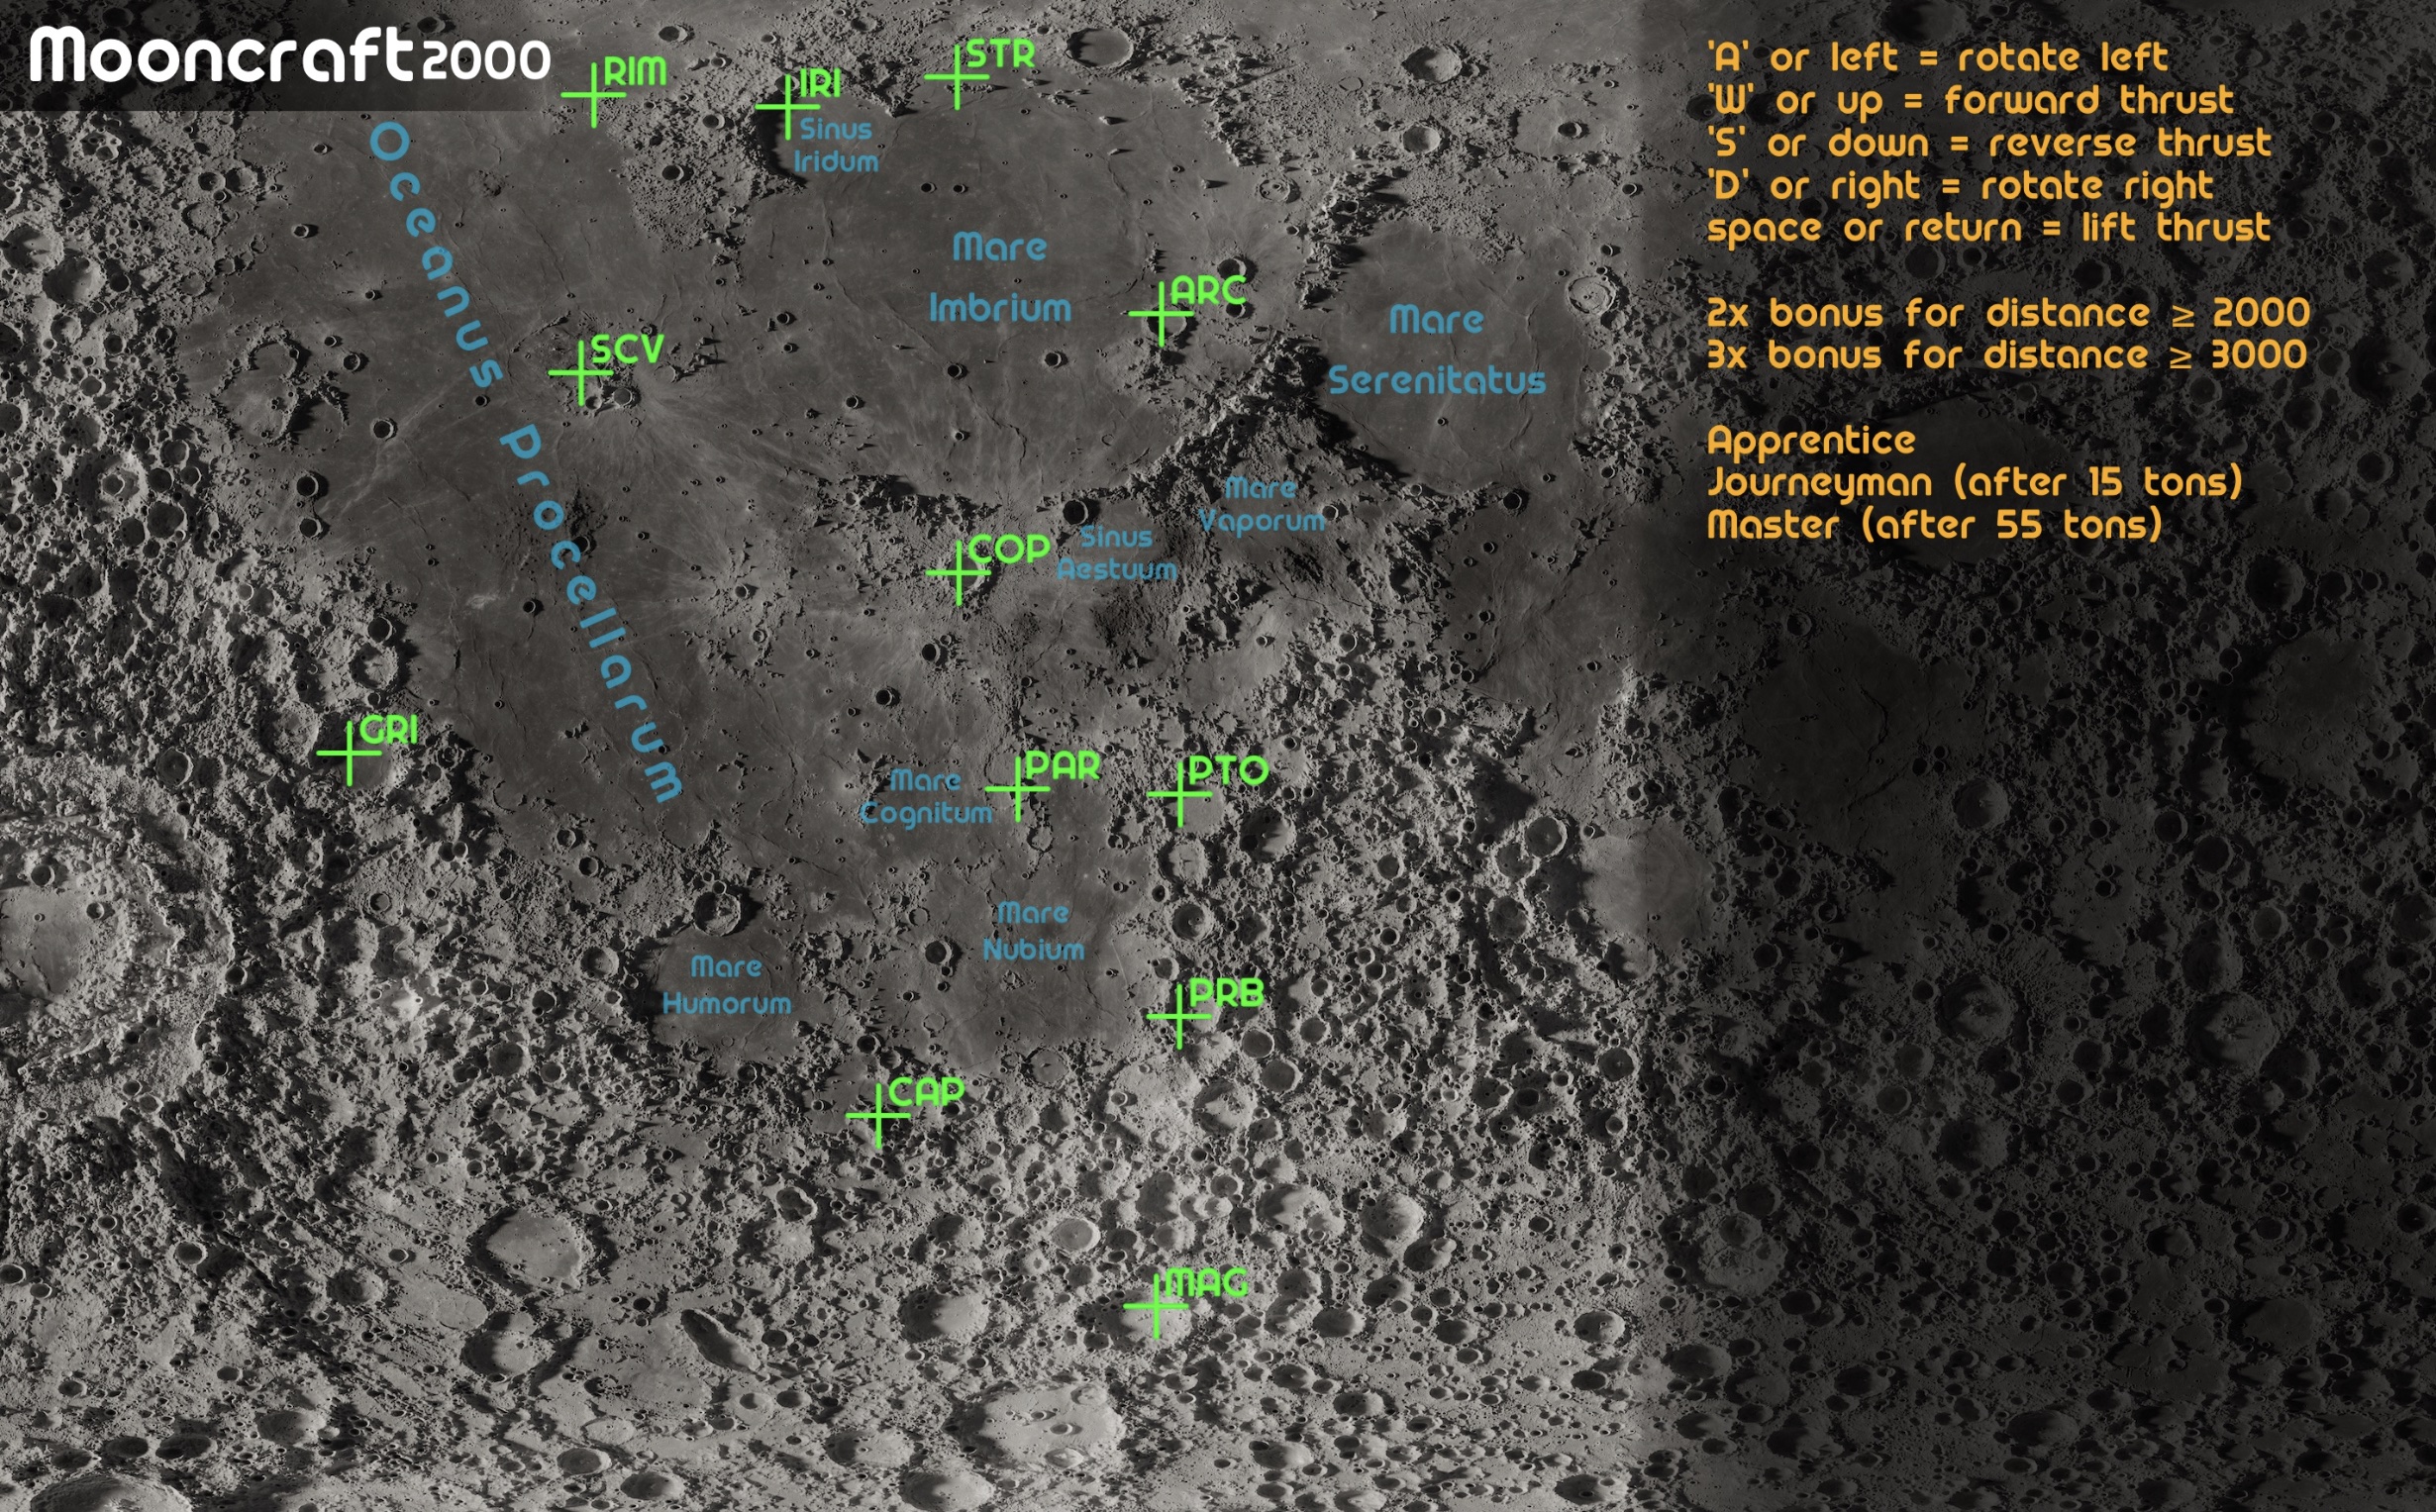 Mooncraft 2000
RIM
IRI
STR
Sinus
Iridum
Oceanus Procellarum
Mare
Imbrium
ARC
Mare
Serenitatus
SCV
Mare
Vaporum
Sinus
Aestuum
COP
GRI
PAR
PTO
Mare
Cognitum
Mare
Nubium
Mare
Humorum
PRB
CAP
MAG
'A' or left = rotate left
'W' or up = forward thrust
'S' or down = reverse thrust
'D' or right = rotate right
space or return = lift thrust
2x bonus for distance ≥ 2000
3x bonus for distance ≥ 3000
Apprentice
Journeyman (after 15 tons)
Master (after 55 tons)